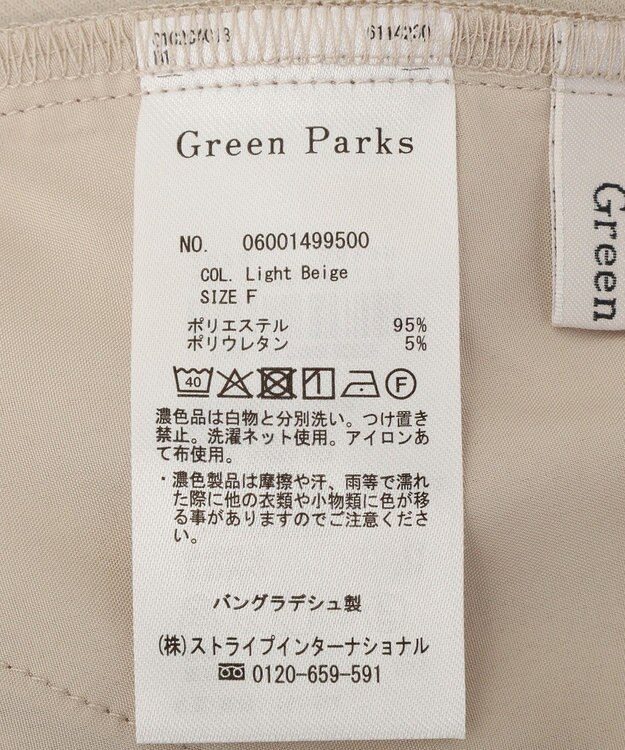 6114250
Green Parks
NO. 06001499500
COL. Light Beige
SIZE F
ポリエステル 95%
ポリウレタン 5%
40 F
濃色品は白物と分別洗い。つけ置き
禁止。洗濯ネット使用。アイロンあ
て布使用。
・濃色製品は摩擦や汗、雨等で濡れ
た際に他の衣類や小物類に色が移
る事がありますのでご注意くださ
い。
バングラデシュ製
(株)ストライプインターナショナル
0120-659-591
Green